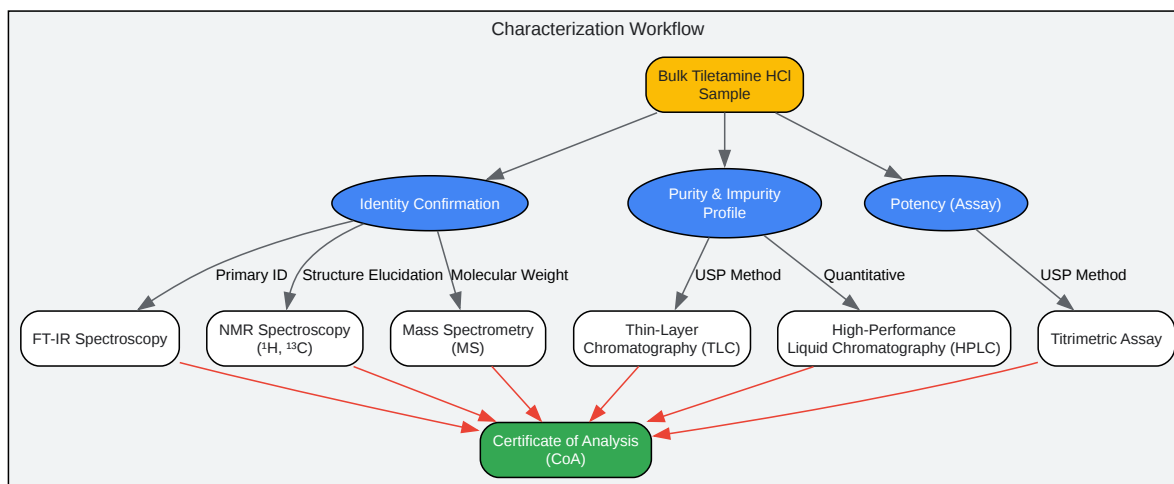 Characterization Workflow
Bulk Tiletamine HCl
Sample
Identity Confirmation
Purity & Impurity
Profile
Potency (Assay)
Primary ID
Structure Elucidation
Molecular Weight
USP Method
Quantitative
USP Method
FT-IR Spectroscopy
NMR Spectroscopy
(¹H, ¹³C)
Mass Spectrometry
(MS)
Thin-Layer
Chromatography (TLC)
High-Performance
Liquid Chromatography (HPLC)
Titrimetric Assay
Certificate of Analysis
(CoA)